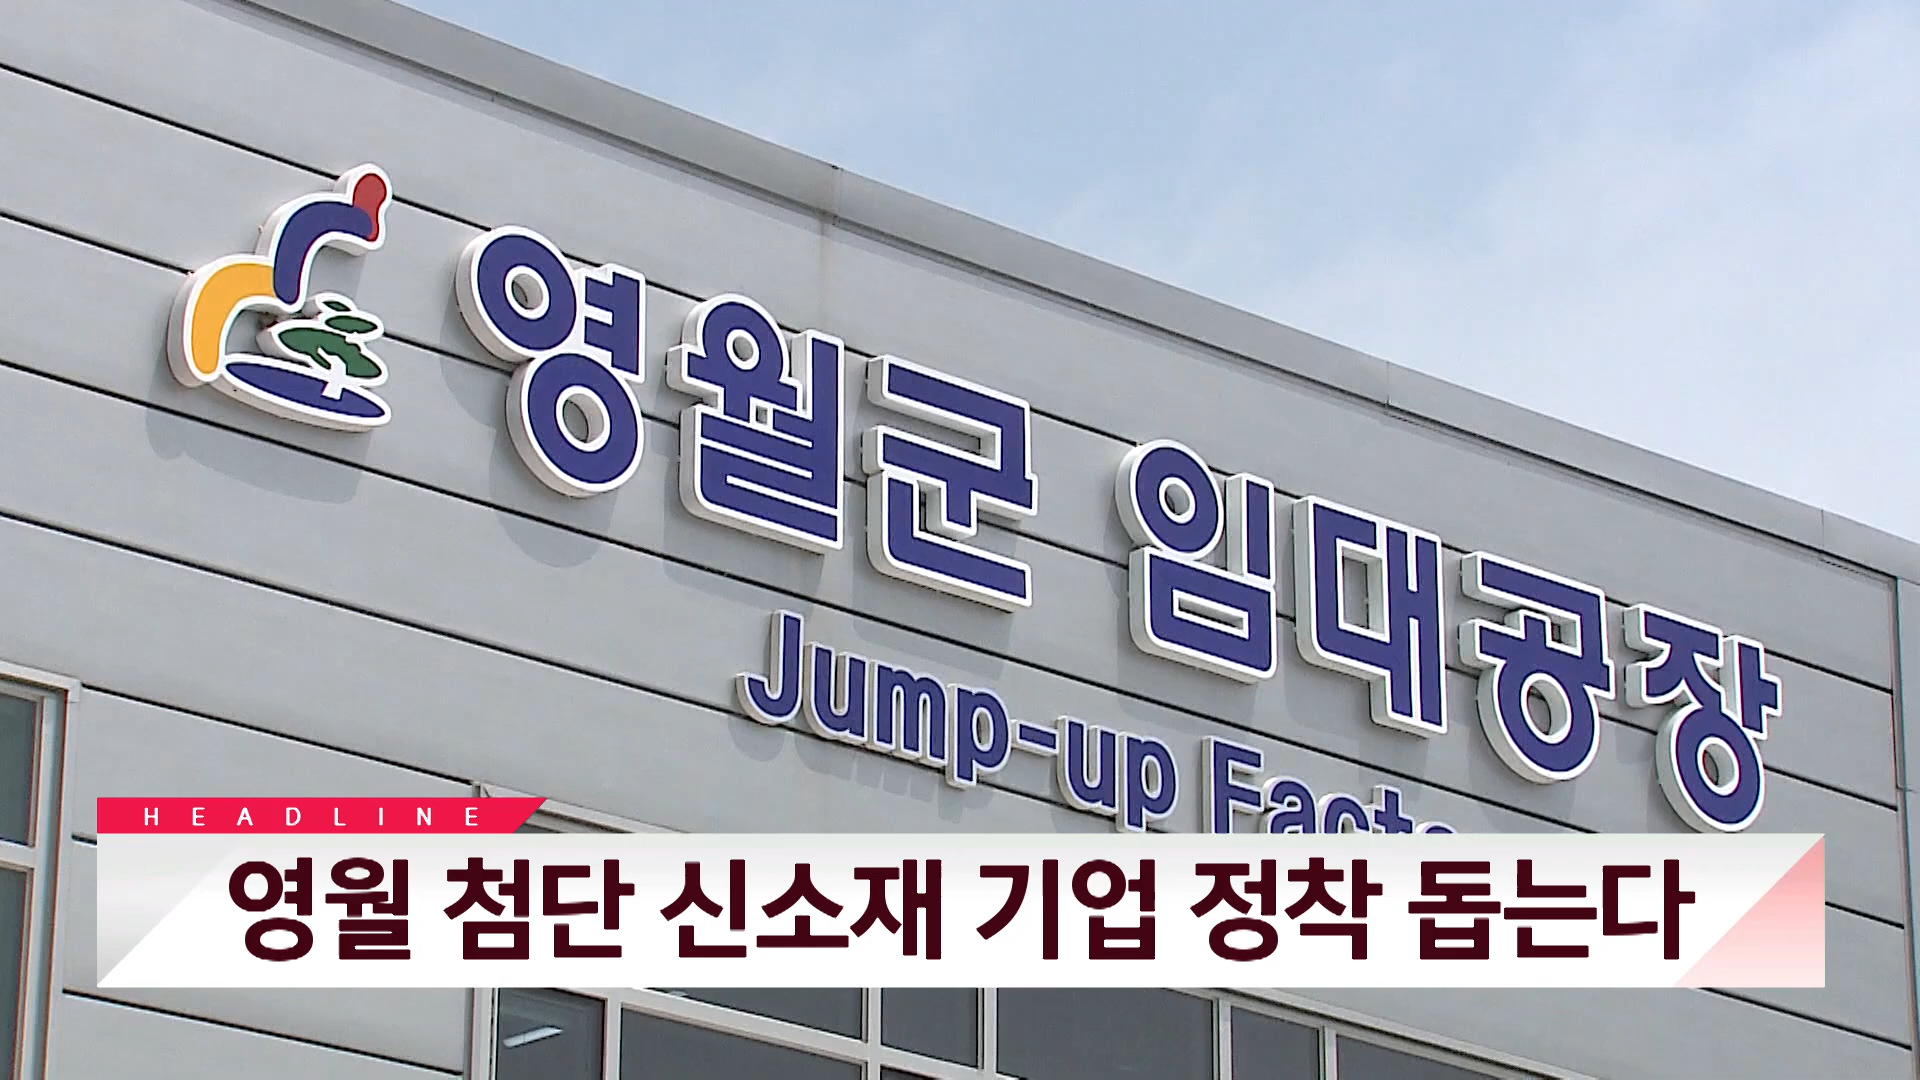 영월군 임대공장
Jump-up Facto
HEADLINE
영월 첨단 신소재 기업 정착 돕는다